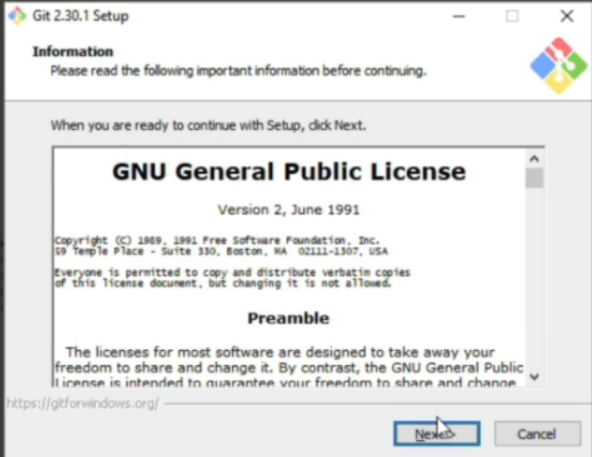 Git 2.30.1 Setup
Information
Please read the following important information before continuing.
When you are ready to continue with Setup, click Next.
GNU General Public License
Version 2, June 1991
Copyright (C) 1989, 1991 Free Software Foundation, Inc.
59 Temple Place - Suite 330, Boston, MA 02111-1307, USA
Everyone is permitted to copy and distribute verbatim copies
of this license document, but changing it is not allowed.
Preamble
The licenses for most software are designed to take away your
freedom to share and change it. By contrast, the GNU General Public
License is intended to guarantee your freedom to share and change
https://gitforwindows.org/
Next
Cancel